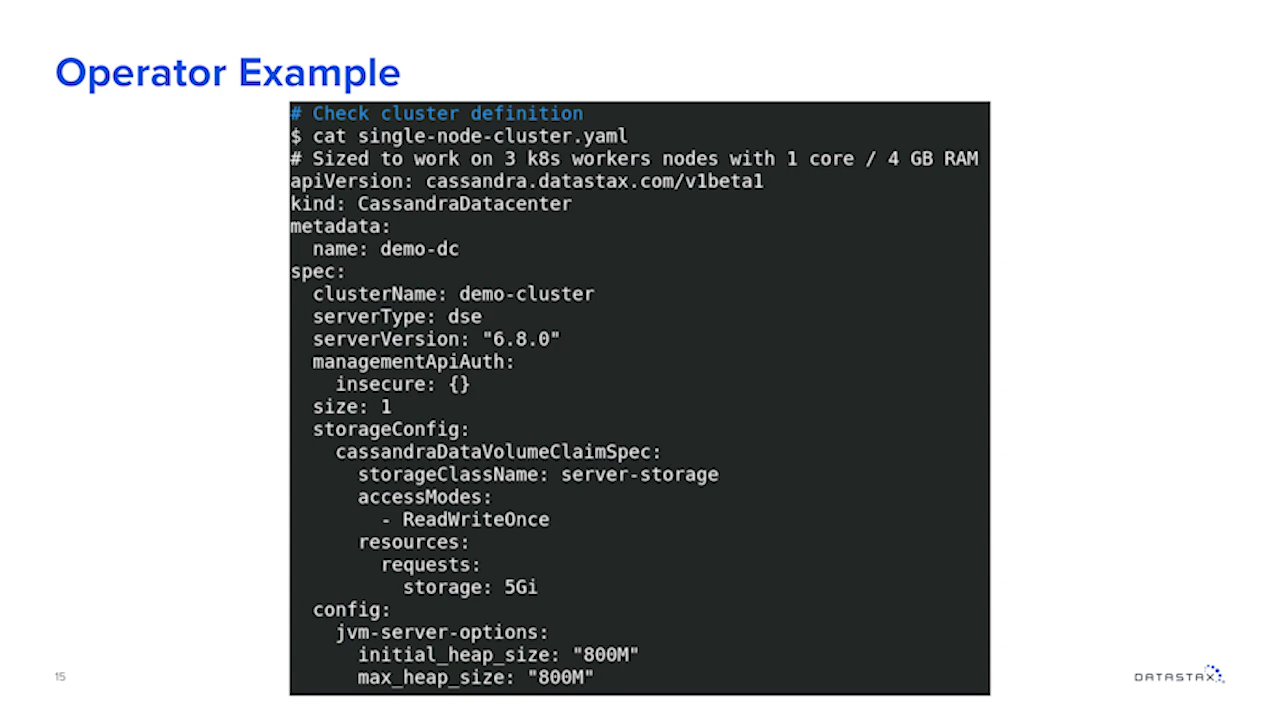 Operator Example
# Check cluster definition
$ cat single-node-cluster.yaml
# Sized to work on 3 k8s workers nodes with 1 core / 4 GB RAM
apiVersion: cassandra.datastax.com/v1beta1
kind: CassandraDatacenter
metadata:
  name: demo-dc
spec:
  clusterName: demo-cluster
  serverType: dse
  serverVersion: "6.8.0"
  managementApiAuth:
    insecure: {}
  size: 1
  storageConfig:
    cassandraDataVolumeClaimSpec:
      storageClassName: server-storage
      accessModes:
        - ReadWriteOnce
      resources:
        requests:
          storage: 5Gi
  config:
    jvm-server-options:
      initial_heap_size: "800M"
      max_heap_size: "800M"
15
DATASTAX